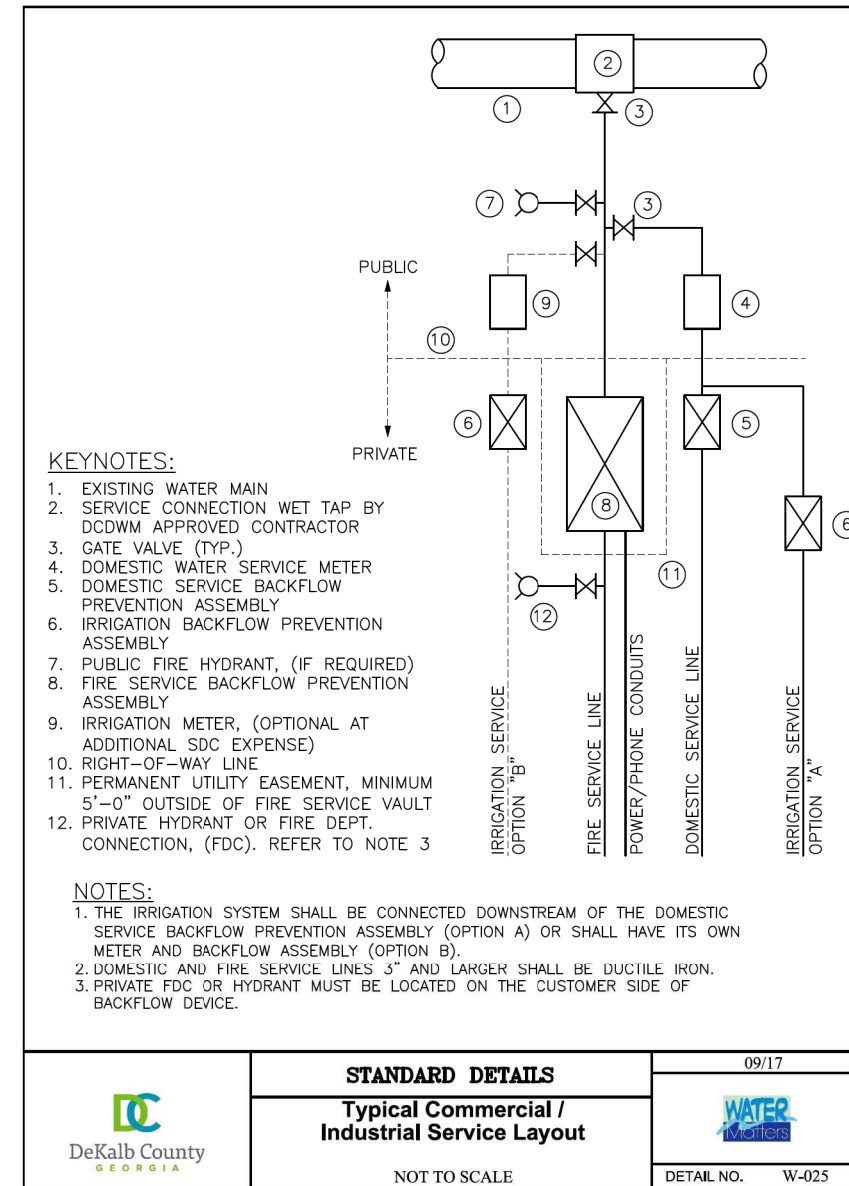 2
1
3
7
3
PUBLIC
9
4
10
6
5
PRIVATE
8
6
11
12
IRRIGATION SERVICE
OPTION "B"
FIRE SERVICE LINE
POWER/PHONE CONDUITS
DOMESTIC SERVICE LINE
IRRIGATION SERVICE
OPTION "A"
KEYNOTES:
1. EXISTING WATER MAIN
2. SERVICE CONNECTION WET TAP BY
DCDWM APPROVED CONTRACTOR
3. GATE VALVE (TYP.)
4. DOMESTIC WATER SERVICE METER
5. DOMESTIC SERVICE BACKFLOW
PREVENTION ASSEMBLY
6. IRRIGATION BACKFLOW PREVENTION
ASSEMBLY
7. PUBLIC FIRE HYDRANT, (IF REQUIRED)
8. FIRE SERVICE BACKFLOW PREVENTION
ASSEMBLY
9. IRRIGATION METER, (OPTIONAL AT
ADDITIONAL SDC EXPENSE)
10. RIGHT-OF-WAY LINE
11. PERMANENT UTILITY EASEMENT, MINIMUM
5'-0" OUTSIDE OF FIRE SERVICE VAULT
12. PRIVATE HYDRANT OR FIRE DEPT.
CONNECTION, (FDC). REFER TO NOTE 3
NOTES:
1. THE IRRIGATION SYSTEM SHALL BE CONNECTED DOWNSTREAM OF THE DOMESTIC
SERVICE BACKFLOW PREVENTION ASSEMBLY (OPTION A) OR SHALL HAVE ITS OWN
METER AND BACKFLOW ASSEMBLY (OPTION B).
2. DOMESTIC AND FIRE SERVICE LINES 3" AND LARGER SHALL BE DUCTILE IRON.
3. PRIVATE FDC OR HYDRANT MUST BE LOCATED ON THE CUSTOMER SIDE OF
BACKFLOW DEVICE.
DC
DeKalb County
GEORGIA
STANDARD DETAILS
Typical Commercial /
Industrial Service Layout
NOT TO SCALE
09/17
WATER
Matters
DETAIL NO. W-025